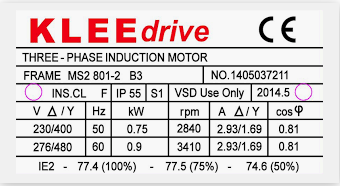 KLEEdrive CE
THREE - PHASE INDUCTION MOTOR
FRAME MS2 801-2 B3 NO.1405037211
INS.CL F IP 55 S1 VSD Use Only 2014.5
V Δ / Y Hz kW rpm A Δ / Y cosφ
230/400 50 0.75 2840 2.93/1.69 0.81
276/480 60 0.9 3410 2.93/1.69 0.81
IE2 - 77.4 (100%) - 77.5 (75%) - 74.6 (50%)